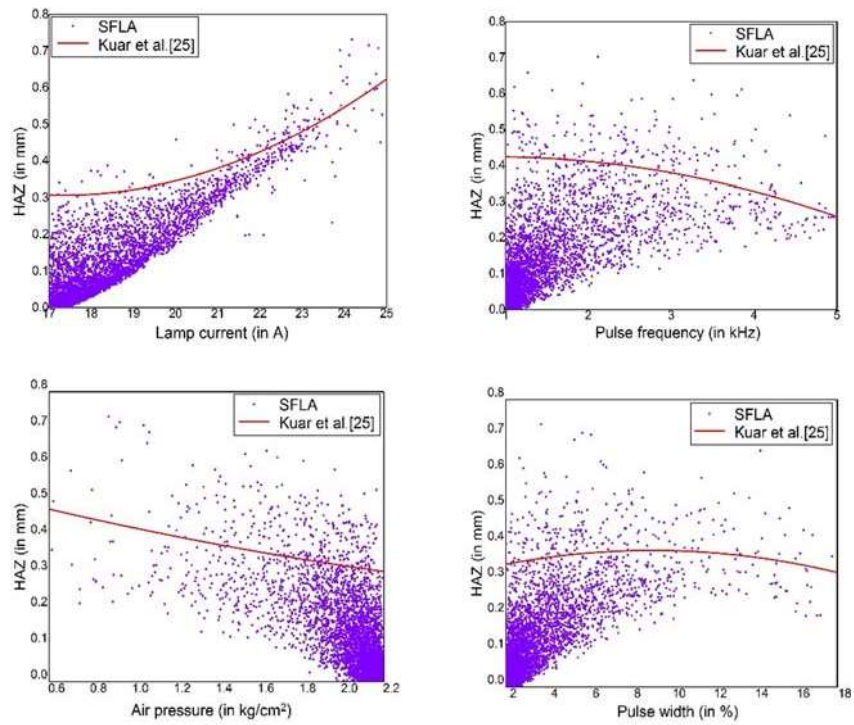 0.8
SFLA
Kuar et al.[25]
0.7
0.6
0.5
0.4
0.3
0.2
0.1
0.0
HAZ (in mm)
17 18 19 20 21 22 23 24 25
Lamp current (in A)
0.8
SFLA
Kuar et al.[25]
0.7
0.6
0.5
0.4
0.3
0.2
0.1
0.0
HAZ (in mm)
1 2 3 4 5
Pulse frequency (in kHz)
0.8
SFLA
Kuar et al.[25]
0.7
0.6
0.5
0.4
0.3
0.2
0.1
0.0
HAZ (in mm)
0.6 0.8 1.0 1.2 1.4 1.6 1.8 2.0 2.2
Air pressure (in kg/cm²)
0.8
SFLA
Kuar et al.[25]
0.7
0.6
0.5
0.4
0.3
0.2
0.1
0.0
HAZ (in mm)
2 4 6 8 10 12 14 16 18
Pulse width (in %)